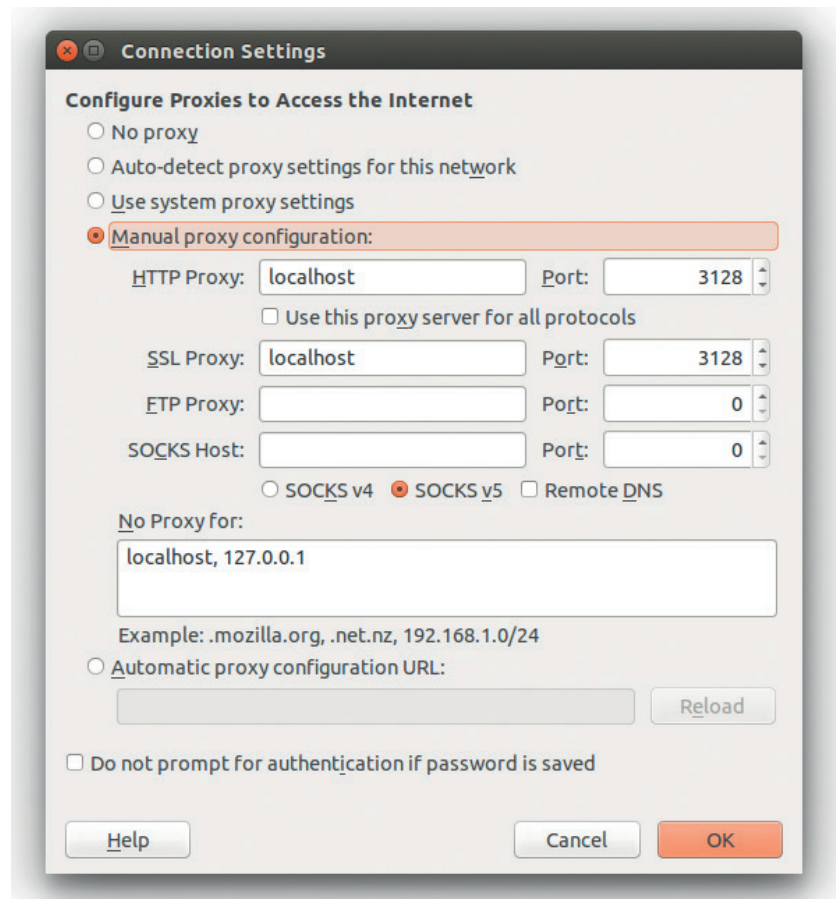 Connection Settings
Configure Proxies to Access the Internet
No proxy
Auto-detect proxy settings for this network
Use system proxy settings
Manual proxy configuration:
HTTP Proxy: localhost Port: 3128
Use this proxy server for all protocols
SSL Proxy: localhost Port: 3128
FTP Proxy: Port: 0
SOCKS Host: Port: 0
SOCKS v4 SOCKS v5 Remote DNS
No Proxy for:
localhost, 127.0.0.1
Example: .mozilla.org, .net.nz, 192.168.1.0/24
Automatic proxy configuration URL:
Reload
Do not prompt for authentication if password is saved
Help Cancel OK